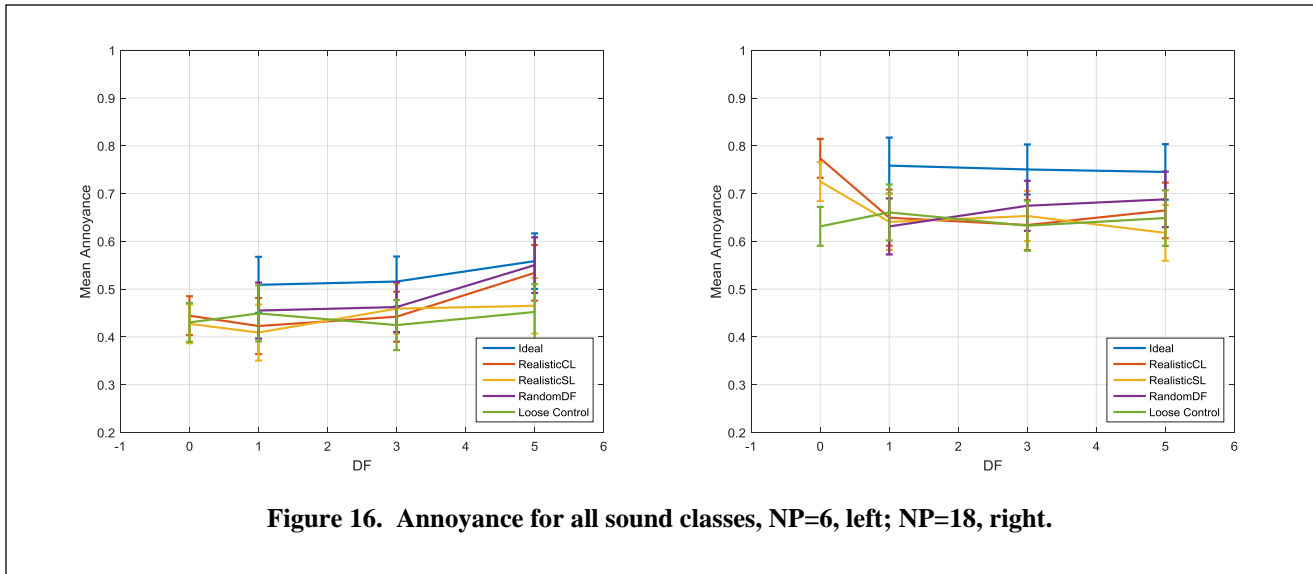 1
0.9
0.8
0.7
0.6
0.5
0.4
0.3
0.2
Mean Annoyance
-1 0 1 2 3 4 5 6
DF
Ideal
RealisticCL
RealisticSL
RandomDF
Loose Control
1
0.9
0.8
0.7
0.6
0.5
0.4
0.3
0.2
Mean Annoyance
-1 0 1 2 3 4 5 6
DF
Ideal
RealisticCL
RealisticSL
RandomDF
Loose Control
Figure 16. Annoyance for all sound classes, NP=6, left; NP=18, right.